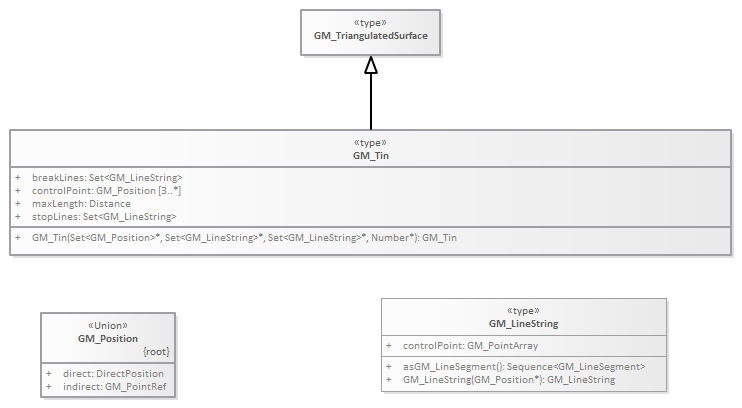 «type»
GM_TriangulatedSurface
«type»
GM_Tin
+ breakLines: Set<GM_LineString>
+ controlPoint: GM_Position [3..*]
+ maxLength: Distance
+ stopLines: Set<GM_LineString>
+ GM_Tin(Set<GM_Position>*, Set<GM_LineString>*, Set<GM_LineString>*, Number*): GM_Tin
«Union»
GM_Position
{root}
+ direct: DirectPosition
+ indirect: GM_PointRef
«type»
GM_LineString
+ controlPoint: GM_PointArray
+ asGM_LineSegment(): Sequence<GM_LineSegment>
+ GM_LineString(GM_Position*): GM_LineString